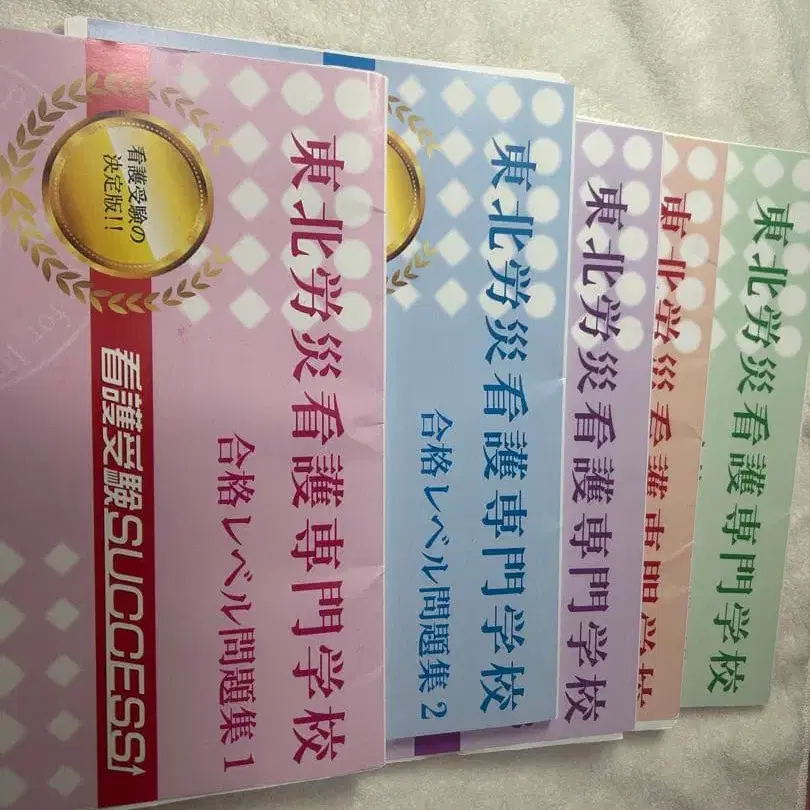 東北労災看護専門学校
合格レベル問題集1
看護受験SUCCESS
看護受験の
決定版!!
東北労災看護専門学校
合格レベル問題集2
東北労災看護専門学校
東北労災看護専門学校
東北労災看護専門学校